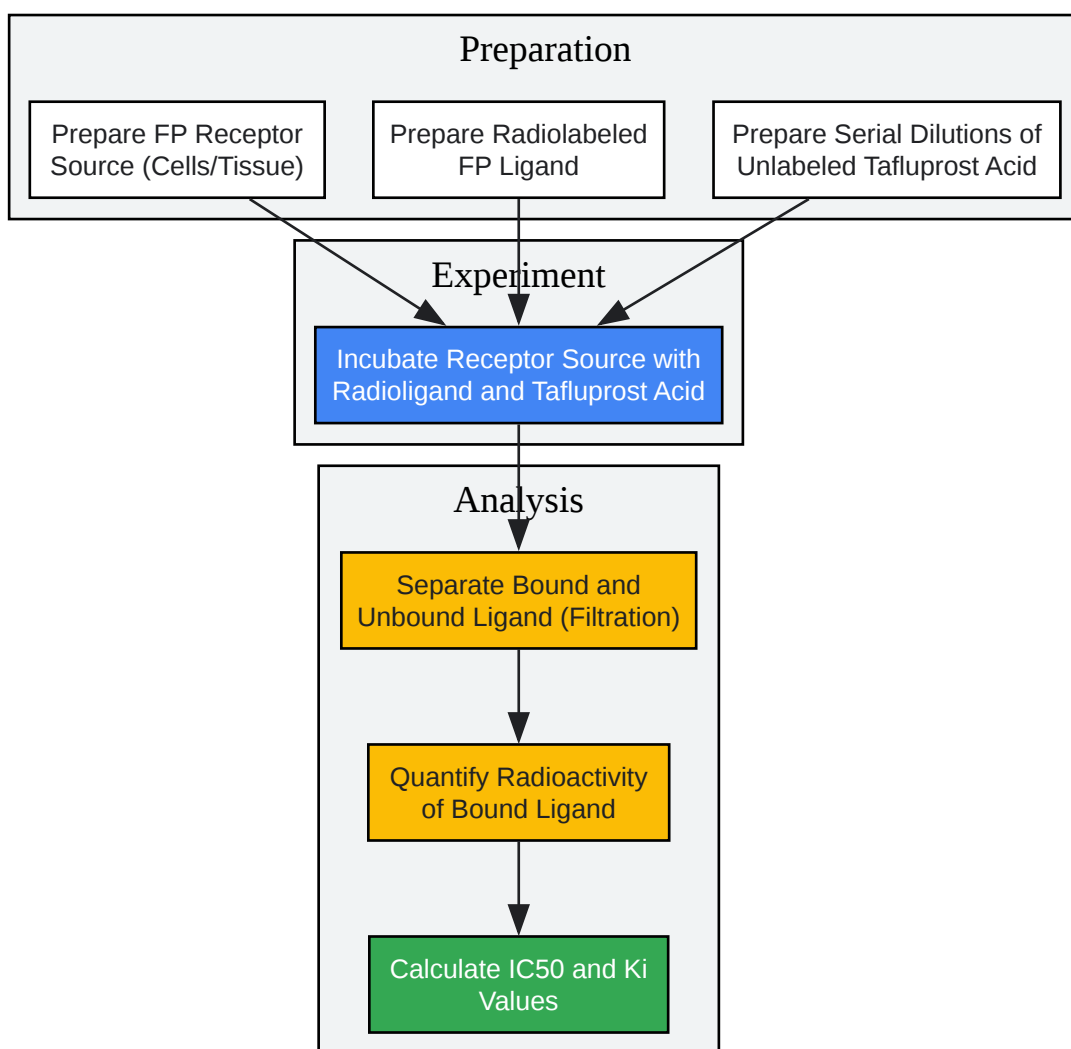 Preparation
Prepare FP Receptor
Source (Cells/Tissue)
Prepare Radiolabeled
FP Ligand
Prepare Serial Dilutions of
Unlabeled Tafluprost Acid
Experiment
Incubate Receptor Source with
Radioligand and Tafluprost Acid
Analysis
Separate Bound and
Unbound Ligand (Filtration)
Quantify Radioactivity
of Bound Ligand
Calculate IC50 and Ki
Values